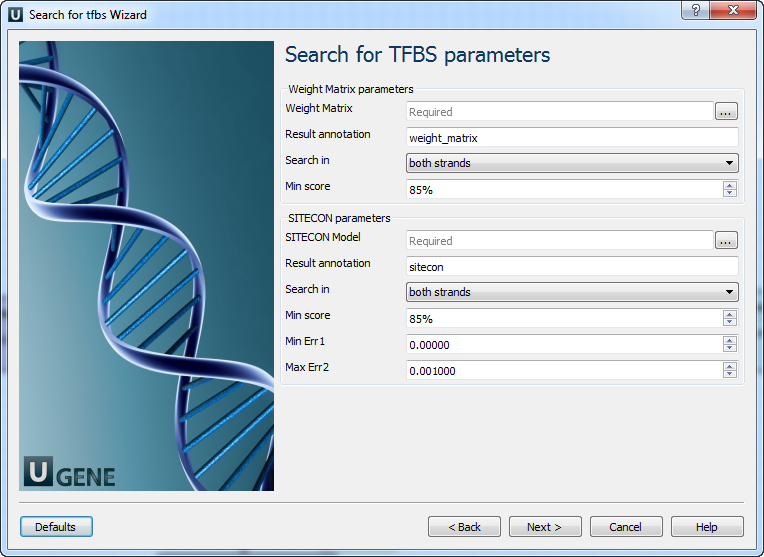 U Search for tfbs Wizard
?
Search for TFBS parameters
Weight Matrix parameters
Weight Matrix Required ...
Result annotation weight_matrix
Search in both strands
Min score 85%
SITECON parameters
SITECON Model Required ...
Result annotation sitecon
Search in both strands
Min score 85%
Min Err1 0.00000
Max Err2 0.001000
U GENE
Defaults < Back Next > Cancel Help